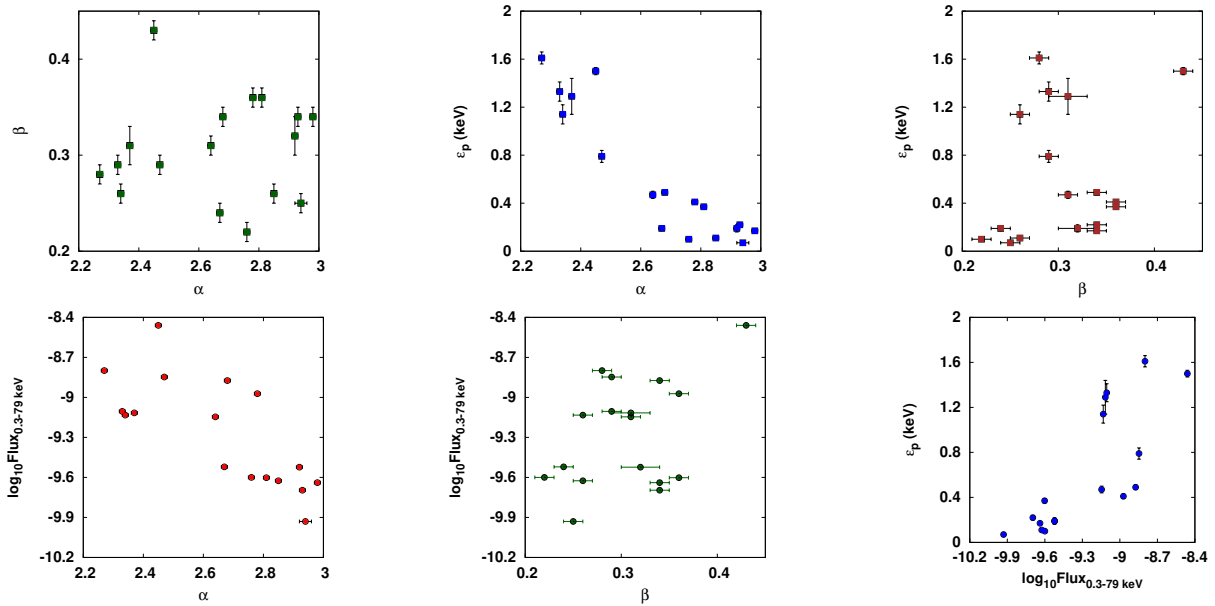 0.4
0.3
0.2
β
2.2 2.4 2.6 2.8 3
α
2
1.6
1.2
0.8
0.4
0
ε_p (keV)
2.2 2.4 2.6 2.8 3
α
2
1.6
1.2
0.8
0.4
0
ε_p (keV)
0.2 0.3 0.4
β
-8.4
-8.7
-9
-9.3
-9.6
-9.9
-10.2
log₁₀Flux₀.₃₋₇₉ keV
2.2 2.4 2.6 2.8 3
α
-8.4
-8.7
-9
-9.3
-9.6
-9.9
-10.2
log₁₀Flux₀.₃₋₇₉ keV
0.2 0.3 0.4
β
2
1.6
1.2
0.8
0.4
0
ε_p (keV)
-10.2 -9.9 -9.6 -9.3 -9 -8.7 -8.4
log₁₀Flux₀.₃₋₇₉ keV